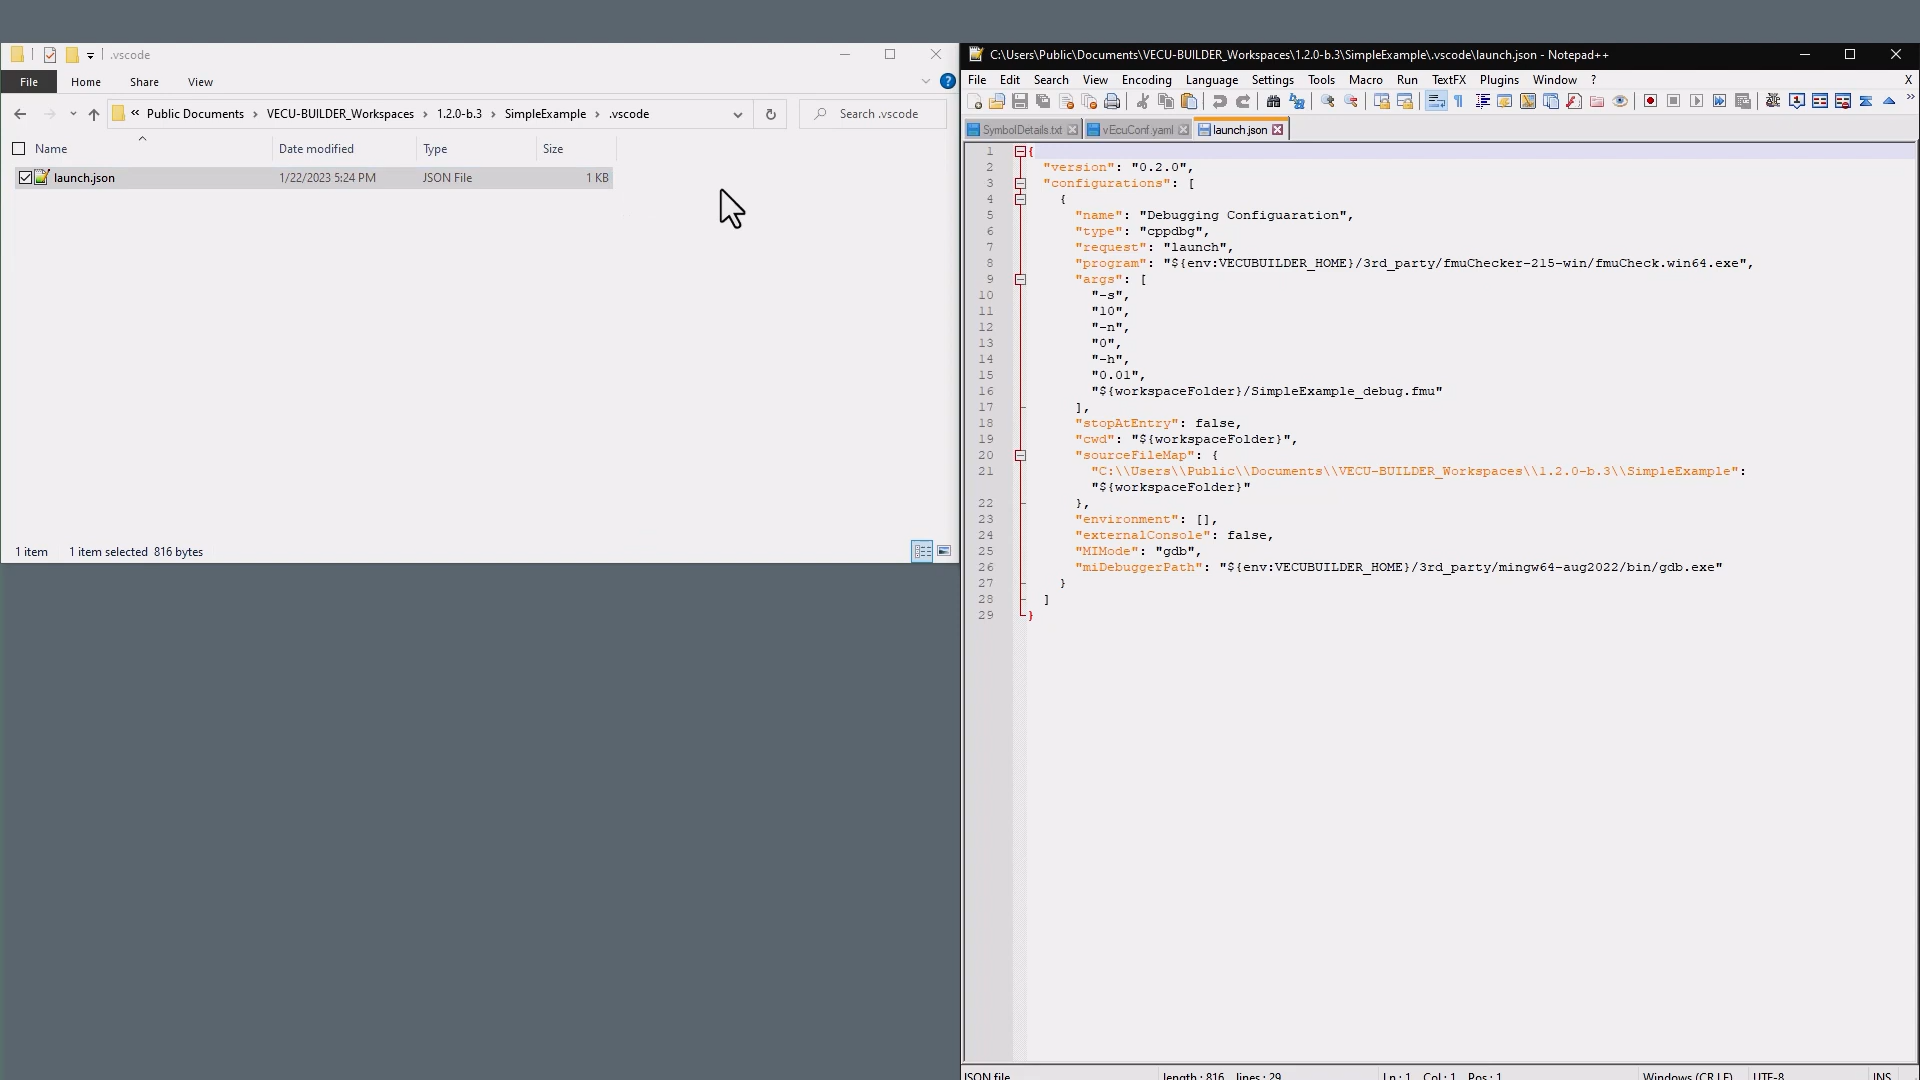 .vscode
File Home Share View
« Public Documents > VECU-BUILDER_Workspaces > 1.2.0-b.3 > SimpleExample > .vscode
Search .vscode
Name Date modified Type Size
launch.json 1/22/2023 5:24 PM JSON File 1 KB
1 item 1 item selected 816 bytes
C:\Users\Public\Documents\VECU-BUILDER_Workspaces\1.2.0-b.3\SimpleExample\.vscode\launch.json - Notepad++
File Edit Search View Encoding Language Settings Tools Macro Run TextFX Plugins Window ? X
SymbolDetails.txt vEcuConf.yaml launch.json
1 {
2 "version": "0.2.0",
3 "configurations": [
4 {
5 "name": "Debugging Configuaration",
6 "type": "cppdbg",
7 "request": "launch",
8 "program": "${env:VECUBUILDER_HOME}/3rd_party/fmuChecker-215-win/fmuCheck.win64.exe",
9 "args": [
10 "-s",
11 "10",
12 "-n",
13 "0",
14 "-h",
15 "0.01",
16 "${workspaceFolder}/SimpleExample_debug.fmu"
17 ],
18 "stopAtEntry": false,
19 "cwd": "${workspaceFolder}",
20 "sourceFileMap": {
21 "C:\\Users\\Public\\Documents\\VECU-BUILDER_Workspaces\\1.2.0-b.3\\SimpleExample":
"${workspaceFolder}"
22 },
23 "environment": [],
24 "externalConsole": false,
25 "MIMode": "gdb",
26 "miDebuggerPath": "${env:VECUBUILDER_HOME}/3rd_party/mingw64-aug2022/bin/gdb.exe"
27 }
28 ]
29 }
JSON file length : 816 lines : 29 Ln : 1 Col : 1 Pos : 1 Windows (CR LF) UTF-8 INS